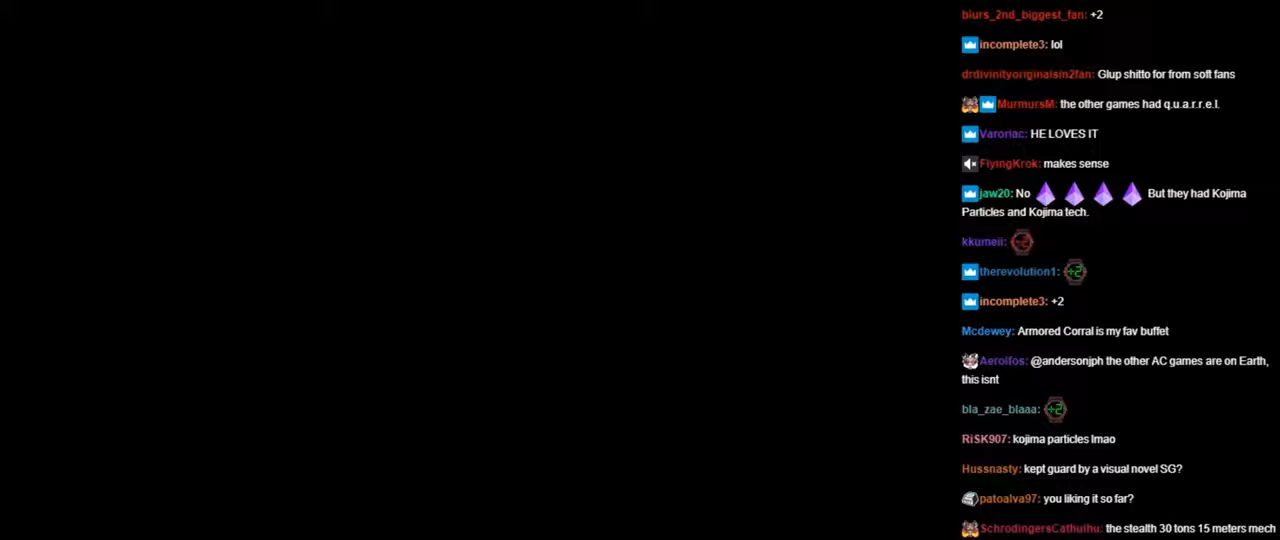 blurs_2nd_biggest_fan: +2
incomplete3: lol
drdivinityoriginalsin2fan: Glup shitto for from soft fans
MurmursM: the other games had q.u.a.r.r.e.l.
Varoriac: HE LOVES IT
FlyingKrok: makes sense
jaw20: No But they had Kojima
Particles and Kojima tech.
kkumeii: -2
therevolution1: +2
incomplete3: +2
Mcdewey: Armored Corral is my fav buffet
Aerolfos: @andersonjph the other AC games are on Earth,
this isnt
bla_zae_blaaa: +2
RiSK907: kojima particles lmao
Hussnasty: kept guard by a visual novel SG?
patoalva97: you liking it so far?
SchrodingersCathulhu: the stealth 30 tons 15 meters mech